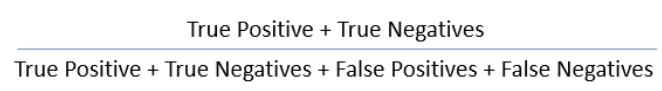 True Positive + True Negatives
True Positive + True Negatives + False Positives + False Negatives